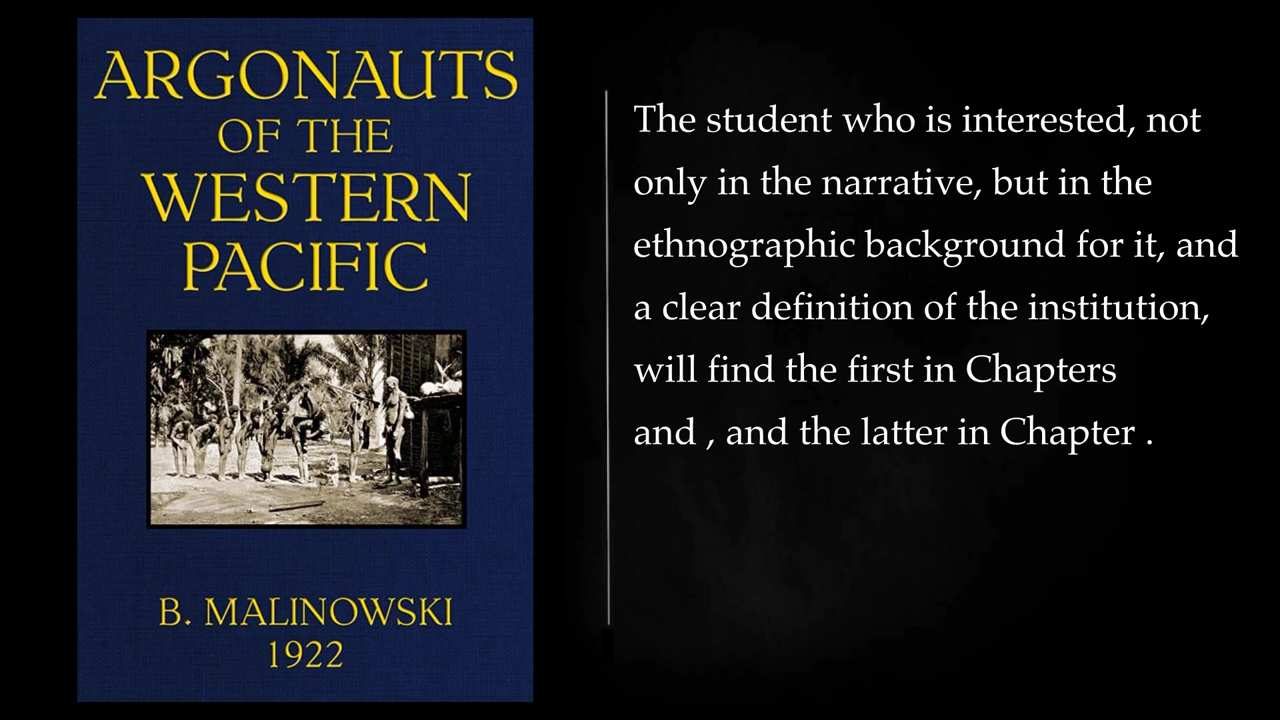 ARGONAUTS
OF THE
WESTERN
PACIFIC
B. MALINOWSKI
1922
The student who is interested, not
only in the narrative, but in the
ethnographic background for it, and
a clear definition of the institution,
will find the first in Chapters
and , and the latter in Chapter .